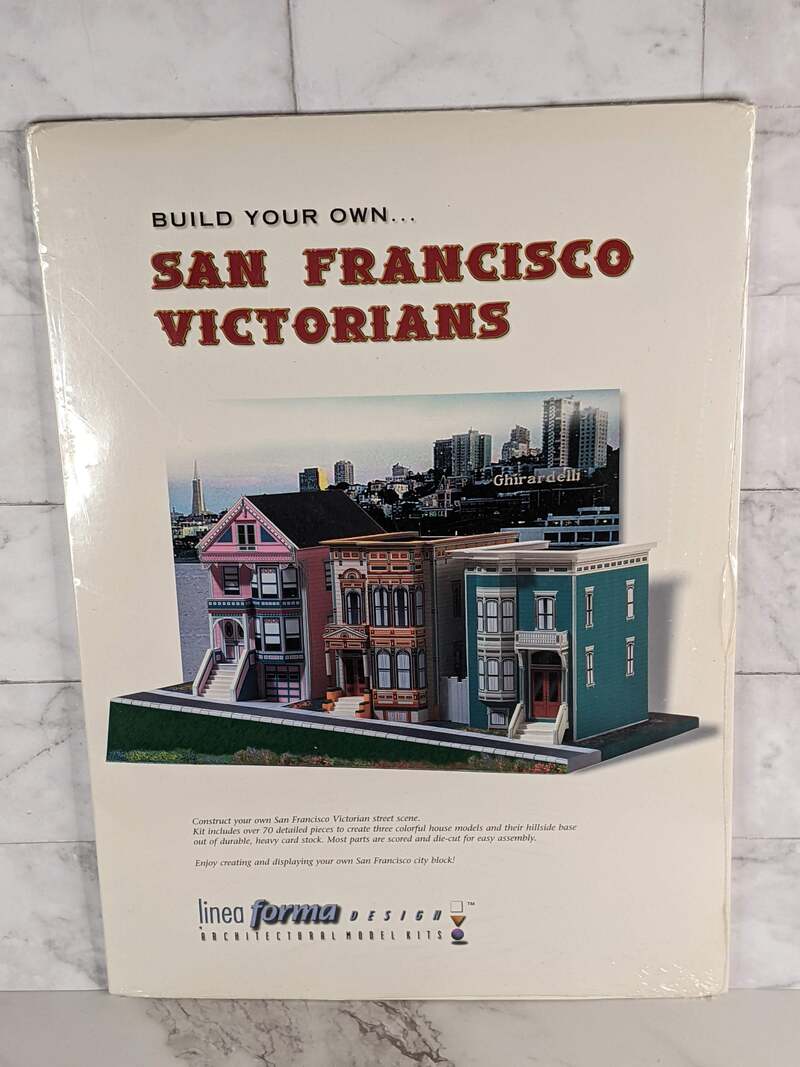 BUILD YOUR OWN...
SAN FRANCISCO
VICTORIANS
Ghirardelli
Construct your own San Francisco Victorian street scene.
Kit includes over 70 detailed pieces to create three colorful house models and their hillside base
out of durable, heavy card stock. Most parts are scored and die-cut for easy assembly.
Enjoy creating and displaying your own San Francisco city block!
linea forma DESIGN ™
ARCHITECTURAL MODEL KITS